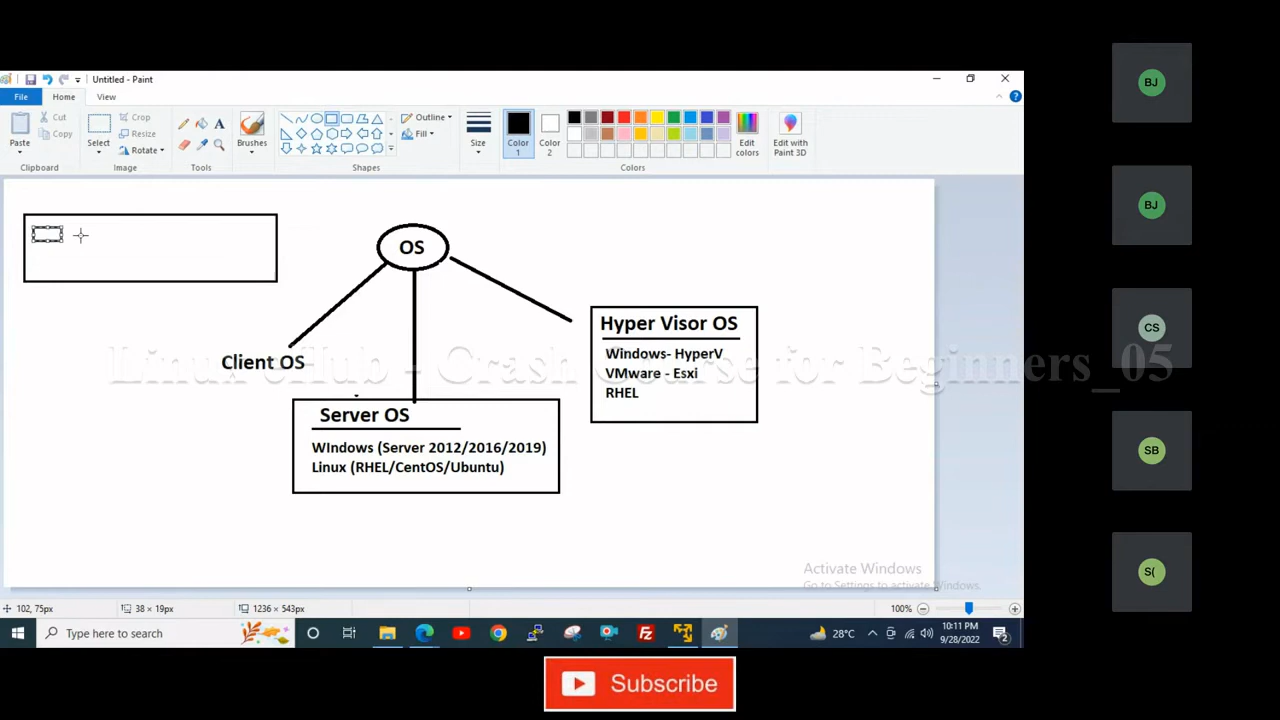 Untitled - Paint
File Home View
Paste
Cut
Copy
Clipboard
Select
Crop
Resize
Rotate
Image
Tools
Brushes
Outline
Fill
Shapes
Size
Color 1
Color 2
Edit colors
Colors
Edit with Paint 3D
OS
Client OS
Server OS
WIndows (Server 2012/2016/2019)
Linux (RHEL/CentOS/Ubuntu)
Hyper Visor OS
Windows- HyperV
VMware - Esxi
RHEL
Linux eHub - Crash Course for Beginners_05
Activate Windows
Go to Settings to activate Windows.
102, 75px
38 × 19px
1236 × 543px
100%
Type here to search
28°C
10:11 PM
9/28/2022
2
BJ
BJ
CS
SB
S(
Subscribe